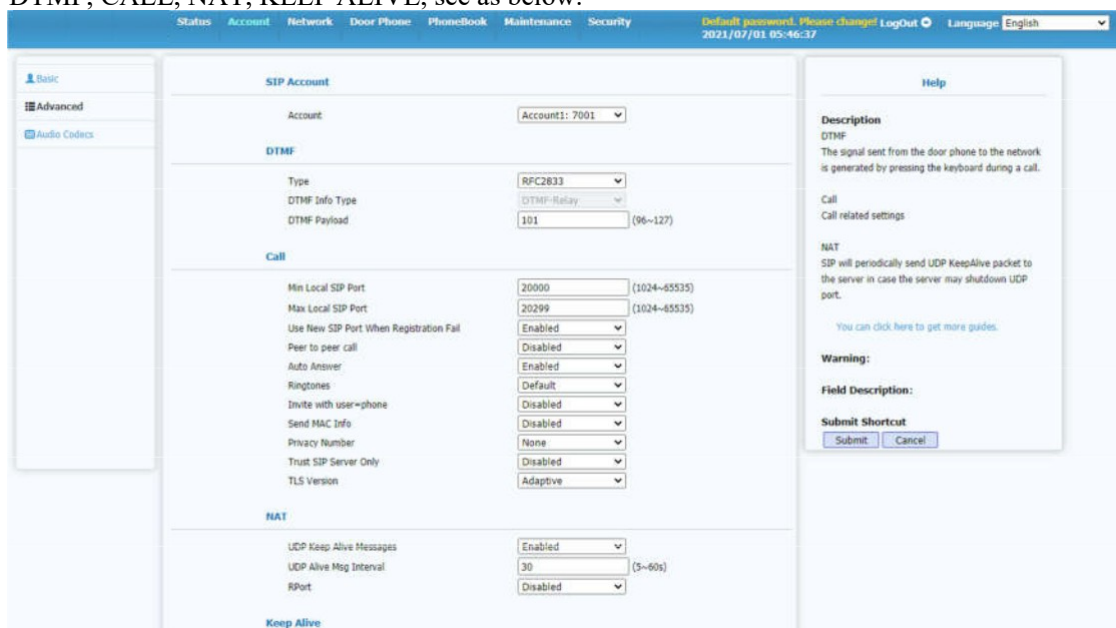 DTMF, CALL, NAT, KEEP ALIVE, see as below:
Status Account Network Door Phone PhoneBook Maintenance Security Default password. Please change! LogOut Language English
2021/07/01 05:46:37
Basic
Advanced
Audio Codecs
SIP Account
Account Account1: 7001
DTMF
Type RFC2833
DTMF Info Type DTMF-Relay
DTMF Payload 101 (96~127)
Call
Min Local SIP Port 20000 (1024~65535)
Max Local SIP Port 20299 (1024~65535)
Use New SIP Port When Registration Fail Enabled
Peer to peer call Disabled
Auto Answer Enabled
Ringtones Default
Invite with user=phone Disabled
Send MAC Info Disabled
Privacy Number None
Trust SIP Server Only Disabled
TLS Version Adaptive
NAT
UDP Keep Alive Messages Enabled
UDP Alive Msg Interval 30 (5~60s)
RPort Disabled
Keep Alive
Help
Description
DTMF
The signal sent from the door phone to the network
is generated by pressing the keyboard during a call.
Call
Call related settings
NAT
SIP will periodically send UDP KeepAlive packet to
the server in case the server may shutdown UDP
port.
You can click here to get more guides.
Warning:
Field Description:
Submit Shortcut
Submit Cancel